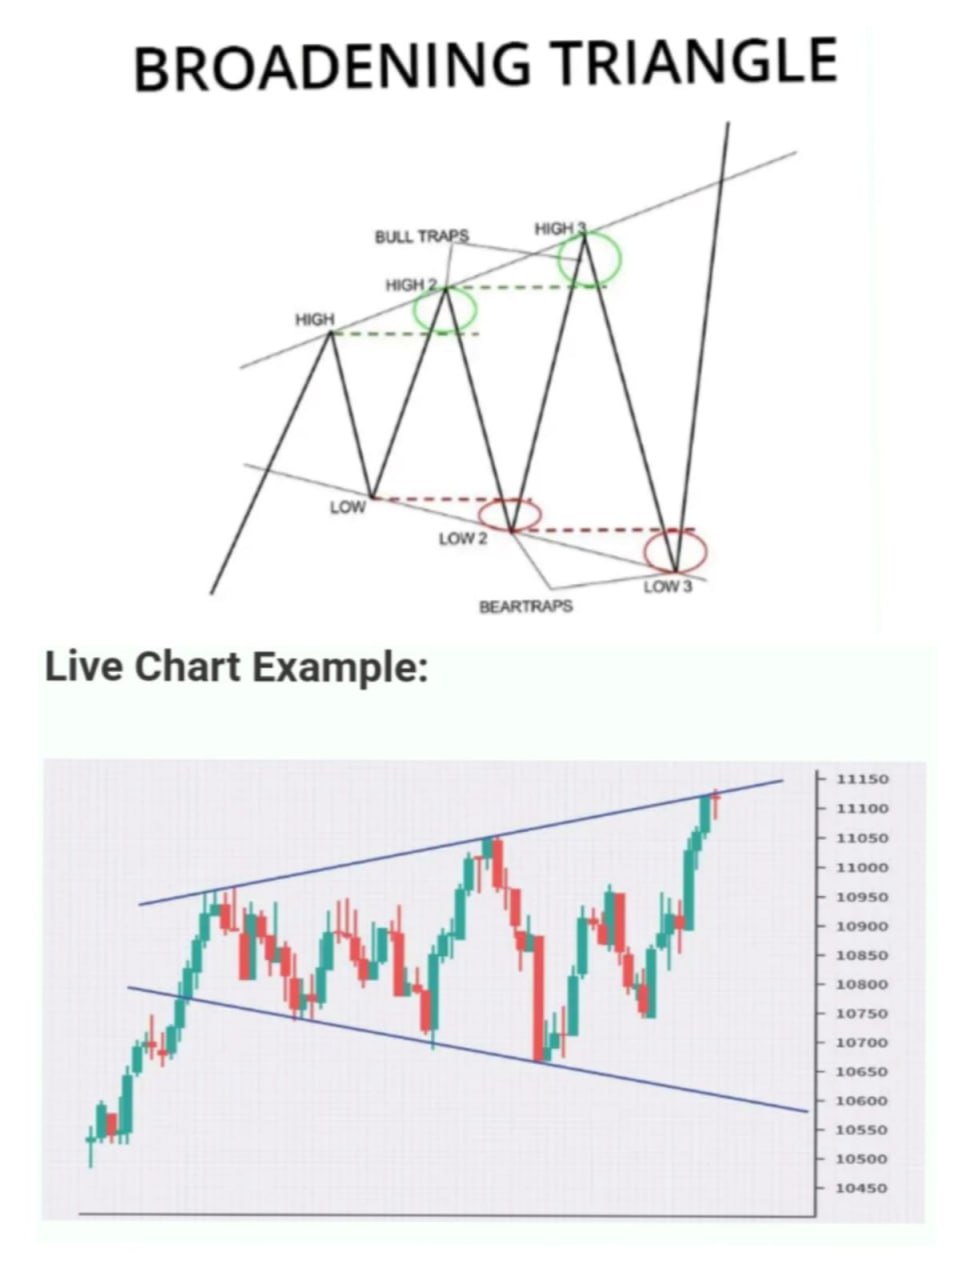 BROADENING TRIANGLE
HIGH 3
BULL TRAPS
HIGH 2
HIGH
LOW
LOW 2
LOW 3
BEARTRAPS
Live Chart Example:
11150
11100
11050
11000
10950
10900
10850
10800
10750
10700
10650
10600
10550
10500
10450